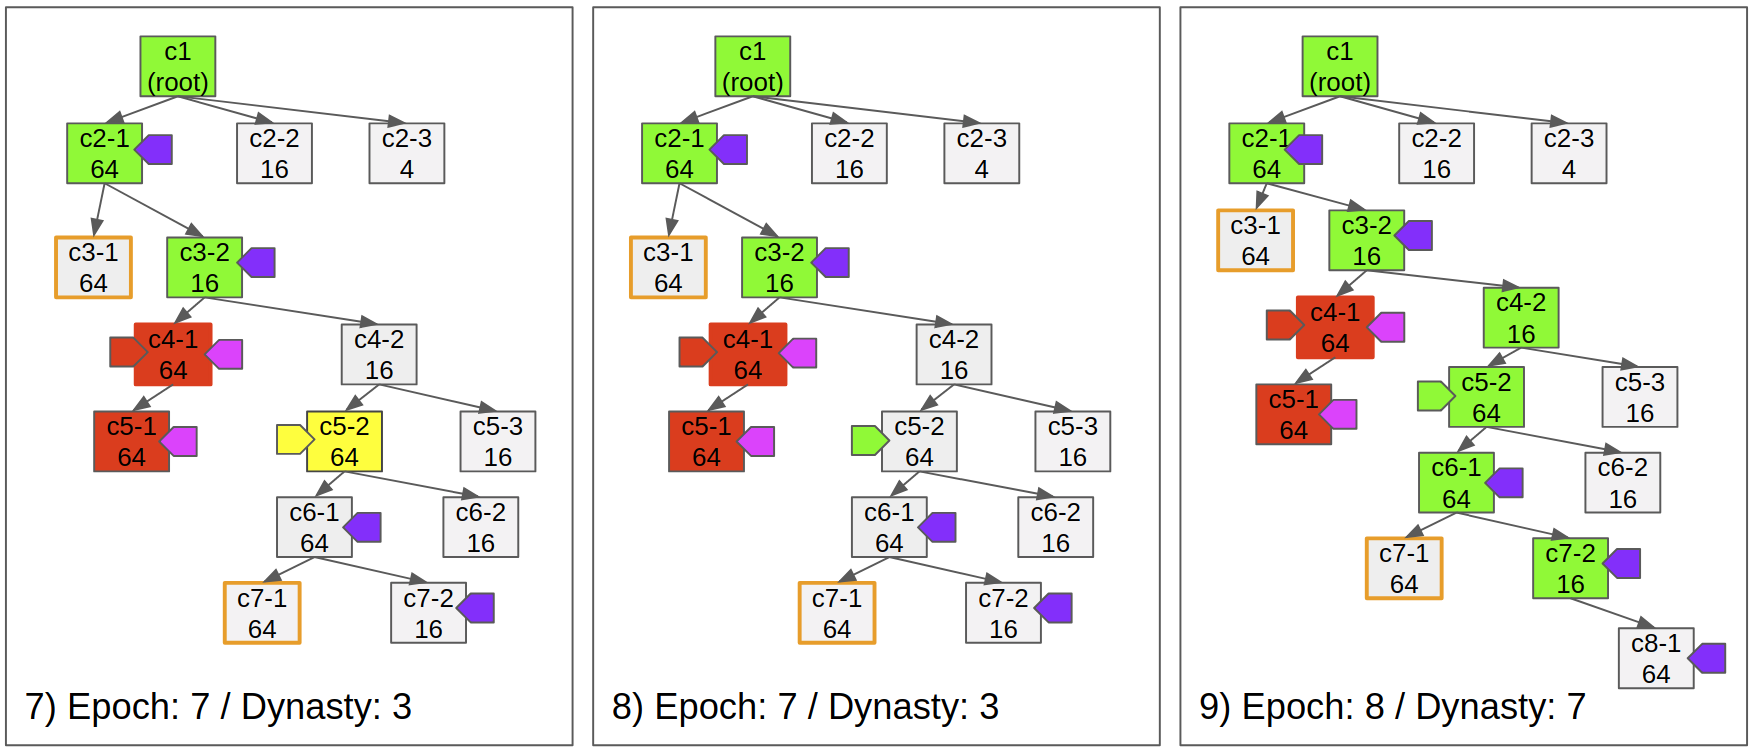 c1
(root)
c2-1
64
c2-2
16
c2-3
4
c3-1
64
c3-2
16
c4-1
64
c4-2
16
c5-1
64
c5-2
64
c5-3
16
c6-1
64
c6-2
16
c7-1
64
c7-2
16
7) Epoch: 7 / Dynasty: 3
c1
(root)
c2-1
64
c2-2
16
c2-3
4
c3-1
64
c3-2
16
c4-1
64
c4-2
16
c5-1
64
c5-2
64
c5-3
16
c6-1
64
c6-2
16
c7-1
64
c7-2
16
8) Epoch: 7 / Dynasty: 3
c1
(root)
c2-1
64
c2-2
16
c2-3
4
c3-1
64
c3-2
16
c4-1
64
c4-2
16
c5-1
64
c5-2
64
c5-3
16
c6-1
64
c6-2
16
c7-1
64
c7-2
16
c8-1
64
9) Epoch: 8 / Dynasty: 7